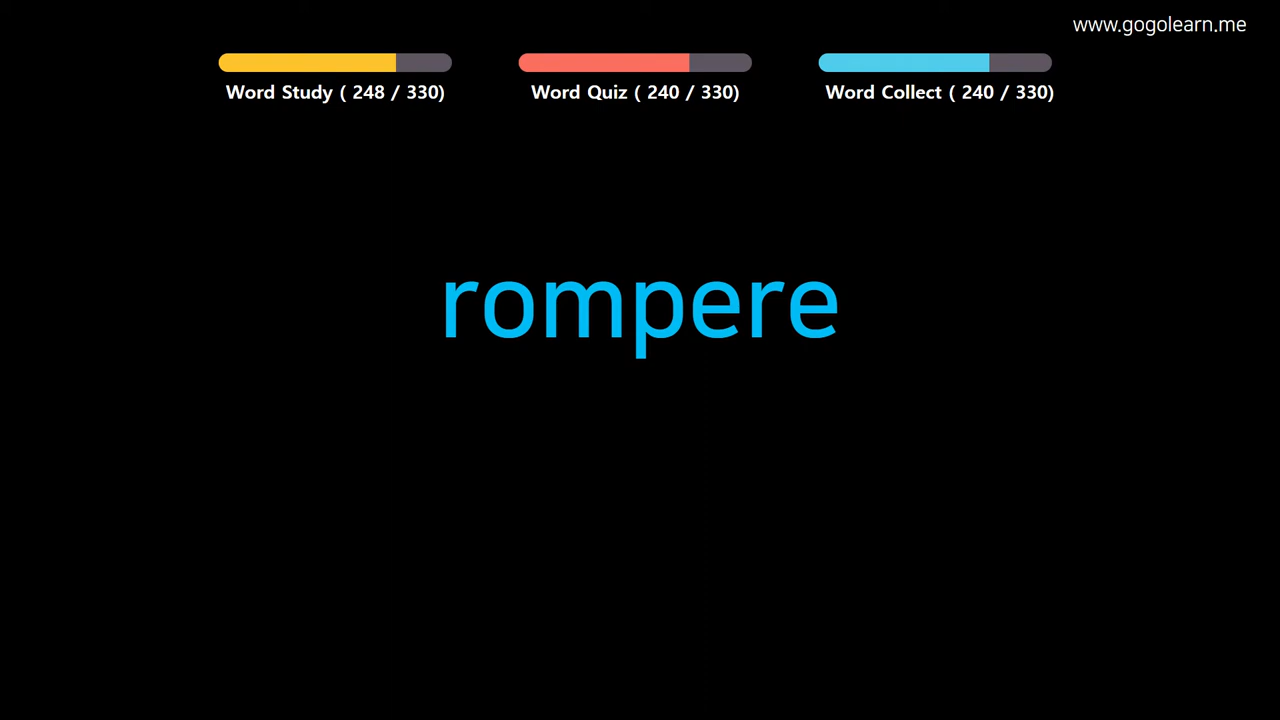 www.gogolearn.me
Word Study ( 248 / 330)
Word Quiz ( 240 / 330)
Word Collect ( 240 / 330)
rompere